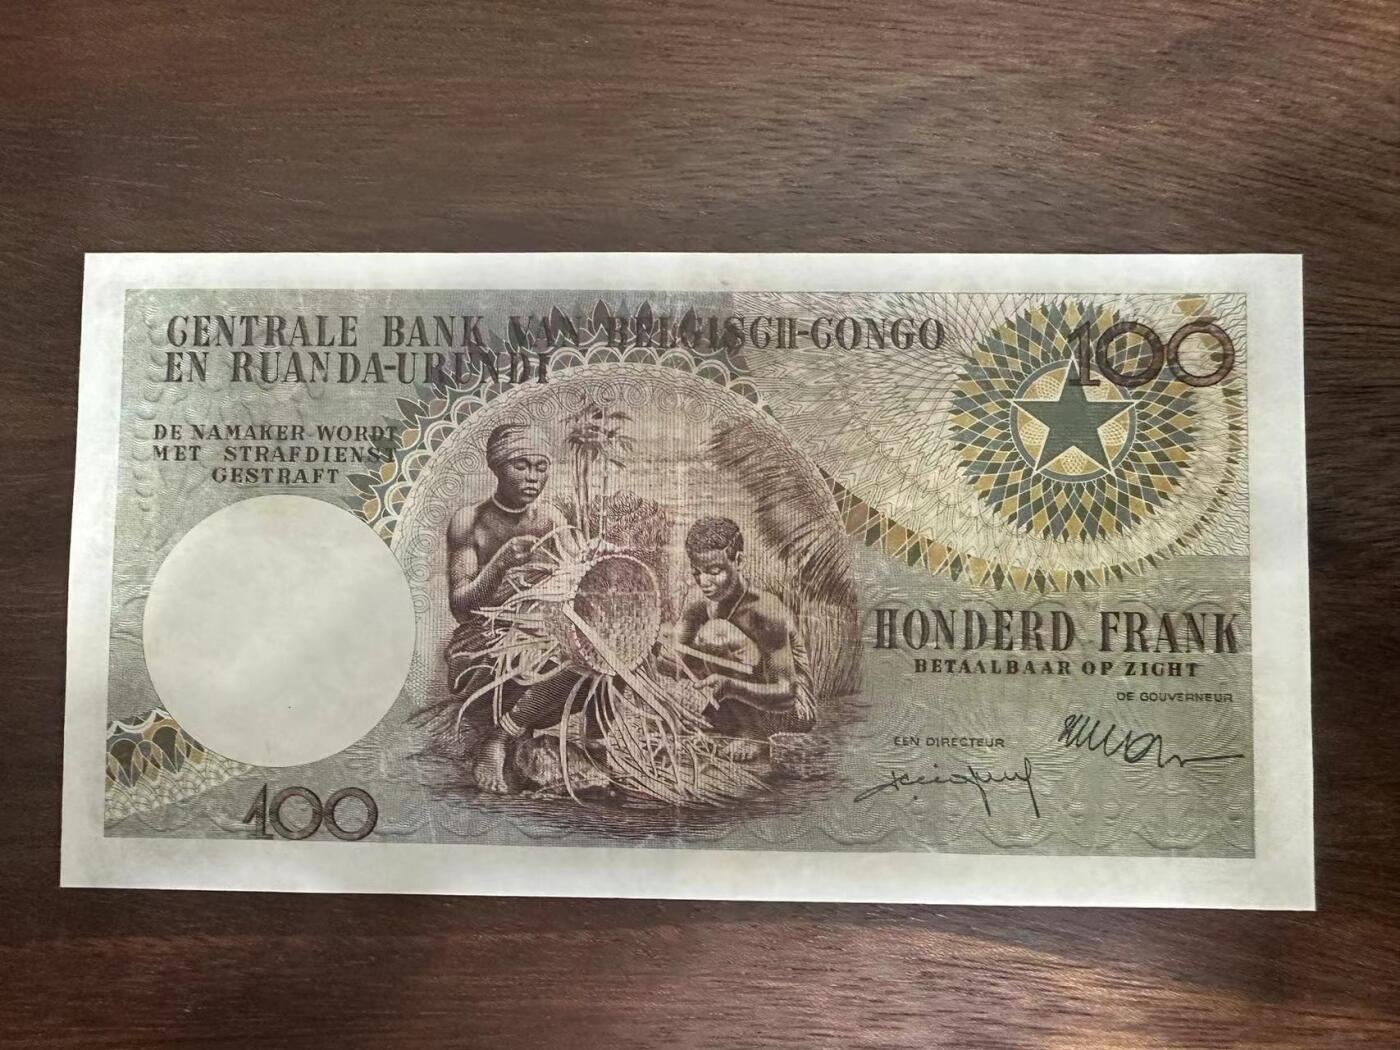 CENTRALE BANK VAN BELGISCH-CONGO
EN RUANDA-URUNDI
100
DE NAMAKER WORDT
MET STRAFDIENST
GESTRAFT
HONDERD FRANK
BETAALBAAR OP ZICHT
DE GOUVERNEUR
EEN DIRECTEUR
100